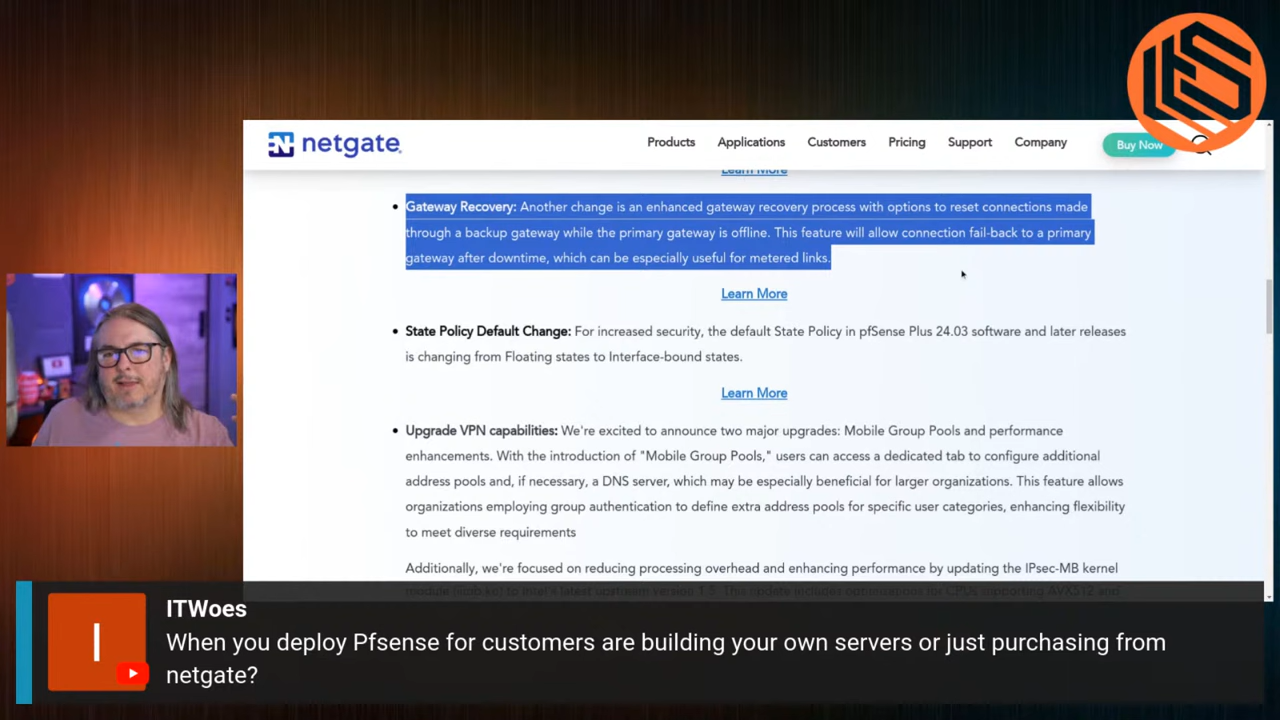 netgate
Products Applications Customers Pricing Support Company Buy Now
Learn More
• Gateway Recovery: Another change is an enhanced gateway recovery process with options to reset connections made
through a backup gateway while the primary gateway is offline. This feature will allow connection fail-back to a primary
gateway after downtime, which can be especially useful for metered links.
Learn More
• State Policy Default Change: For increased security, the default State Policy in pfSense Plus 24.03 software and later releases
is changing from Floating states to Interface-bound states.
Learn More
• Upgrade VPN capabilities: We're excited to announce two major upgrades: Mobile Group Pools and performance
enhancements. With the introduction of "Mobile Group Pools," users can access a dedicated tab to configure additional
address pools and, if necessary, a DNS server, which may be especially beneficial for larger organizations. This feature allows
organizations employing group authentication to define extra address pools for specific user categories, enhancing flexibility
to meet diverse requirements
Additionally, we're focused on reducing processing overhead and enhancing performance by updating the IPsec-MB kernel
I
ITWoes
When you deploy Pfsense for customers are building your own servers or just purchasing from
netgate?